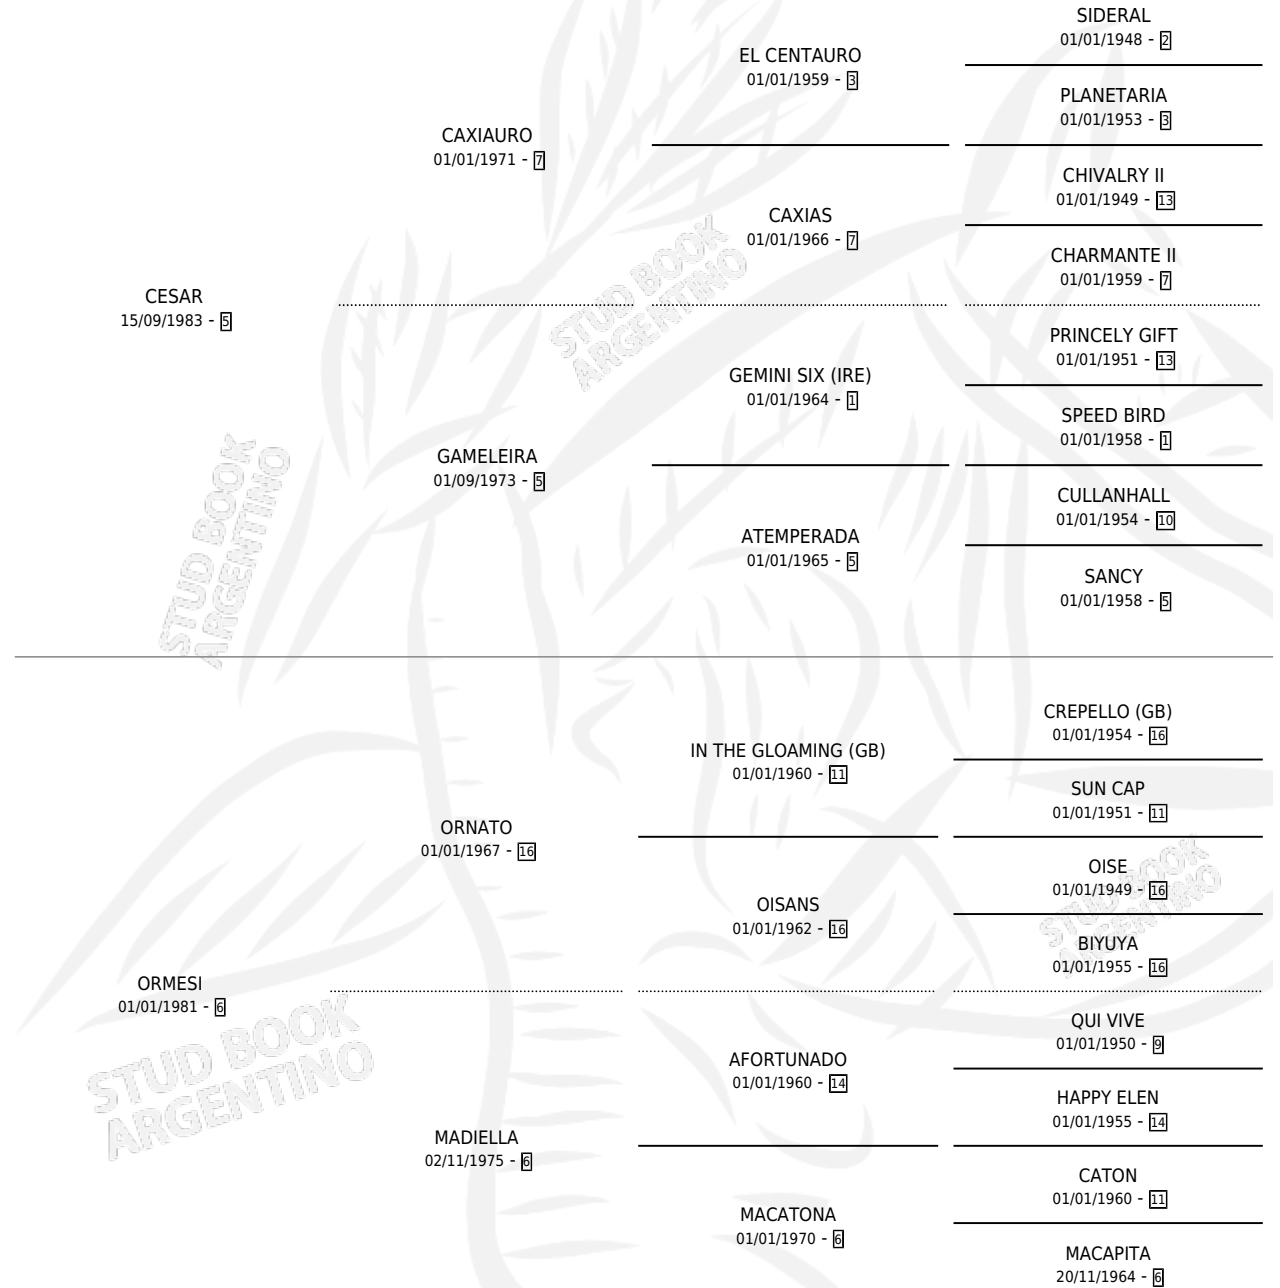 SIDERAL
01/01/1948 - 2
EL CENTAURO
01/01/1959 - 3
PLANETARIA
01/01/1953 - 3
CAXIAURO
01/01/1971 - 7
CHIVALRY II
01/01/1949 - 13
CAXIAS
01/01/1966 - 7
CHARMANTE II
01/01/1959 - 7
CESAR
15/09/1983 - 5
PRINCELY GIFT
01/01/1951 - 13
GEMINI SIX (IRE)
01/01/1964 - 1
SPEED BIRD
01/01/1958 - 1
GAMELEIRA
01/09/1973 - 5
CULLANHALL
01/01/1954 - 10
ATEMPERADA
01/01/1965 - 5
SANCY
01/01/1958 - 5
CREPELLO (GB)
01/01/1954 - 16
IN THE GLOAMING (GB)
01/01/1960 - 11
SUN CAP
01/01/1951 - 11
ORNATO
01/01/1967 - 16
OISE
01/01/1949 - 16
OISANS
01/01/1962 - 16
BIYUYA
01/01/1955 - 16
ORMESI
01/01/1981 - 6
QUI VIVE
01/01/1950 - 9
AFORTUNADO
01/01/1960 - 14
HAPPY ELEN
01/01/1955 - 14
MADIELLA
02/11/1975 - 6
CATON
01/01/1960 - 11
MACATONA
01/01/1970 - 6
MACAPITA
20/11/1964 - 6
STUD BOOK
ARGENTINO
STUD BOOK
ARGENTINO
STUD BOOK
ARGENTINO
STUD BOOK
ARGENTINO